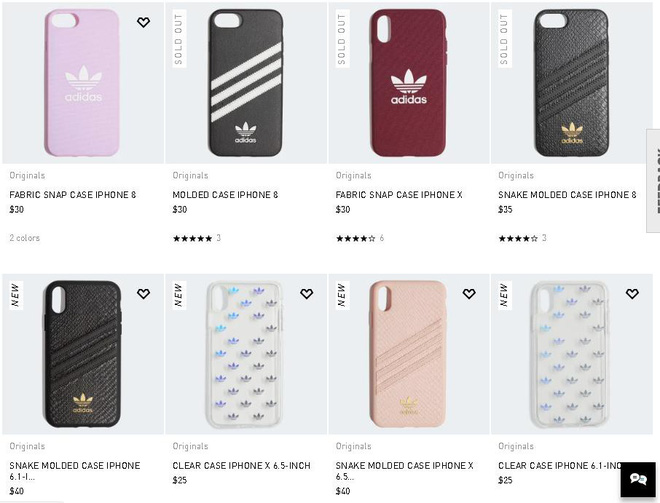 adidas
SOLD OUT
adidas
SOLD OUT
adidas
SOLD OUT
adidas
Originals
FABRIC SNAP CASE IPHONE 8
$30
2 colors
Originals
MOLDED CASE IPHONE 8
$30
★★★★★ 3
Originals
FABRIC SNAP CASE IPHONE X
$30
★★★★☆ 6
Originals
SNAKE MOLDED CASE IPHONE 8
$35
★★★★☆ 3
FEEDBACK
NEW
adidas
NEW
NEW
adidas
NEW
Originals
SNAKE MOLDED CASE IPHONE
6.1-I...
$40
Originals
CLEAR CASE IPHONE X 6.5-INCH
$25
Originals
SNAKE MOLDED CASE IPHONE X
6.5...
$40
Originals
CLEAR CASE IPHONE 6.1-INC
$25